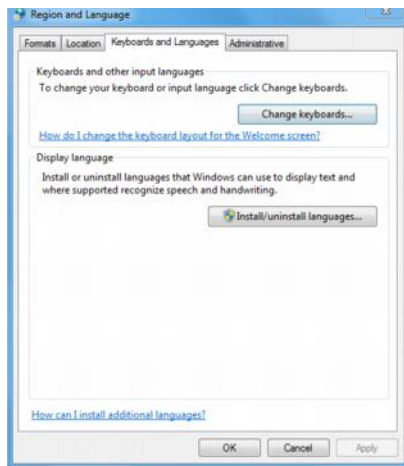 Region and Language
Formats Location Keyboards and Languages Administrative
Keyboards and other input languages
To change your keyboard or input language click Change keyboards.
Change keyboards...
How do I change the keyboard layout for the Welcome screen?
Display language
Install or uninstall languages that Windows can use to display text and
where supported recognize speech and handwriting.
Install/uninstall languages...
How can I install additional languages?
OK Cancel Apply